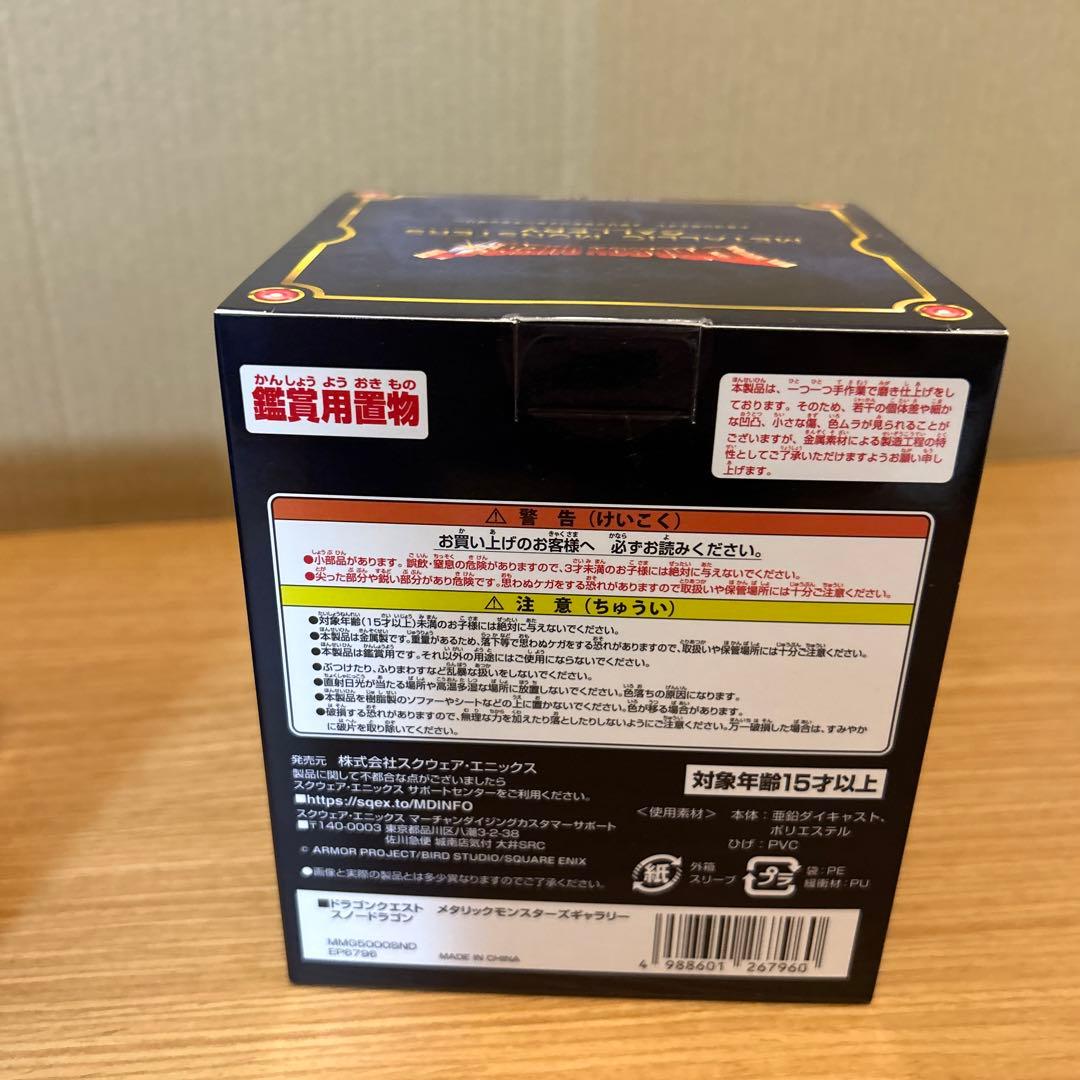 METALLIC MONSTERS
GALLERY
DRAGON QUEST
かんしょう よう おき もの
鑑賞用置物
本製品は、一つ一つ手作業で磨き仕上げをし
ております。そのため、若干の個体差や細か
な凹凸、小さな傷、色ムラが見られることが
ございますが、金属素材による製造工程の特
性としてご了承いただけますようお願い申し
上げます。
⚠ 警 告(けいこく)
お買い上げのお客様へ 必ずお読みください。
●小部品があります。誤飲・窒息の危険がありますので、3才未満のお子様には絶対に与えないでください。
●尖った部分や鋭い部分があり危険です。思わぬケガをする恐れがありますので取扱いや保管場所には十分ご注意ください。
⚠ 注 意(ちゅうい)
●対象年齢(15才以上)未満のお子様には絶対に与えないでください。
●本製品は金属製です。重量があるため、落下等で思わぬケガをする恐れがありますので、取扱いや保管場所には十分ご注意ください。
●本製品は鑑賞用です。それ以外の用途にはご使用にならないでください。
●ぶつけたり、ふりまわすなど乱暴な扱いをしないでください。
●直射日光が当たる場所や高温多湿な場所に放置しないでください。色落ちの原因になります。
●本製品を樹脂製のソファーやシートなどの上に置かないでください。色が移る場合があります。
●破損する恐れがありますので、無理な力を加えたり落としたりしないようにご注意ください。万一破損した場合は、すみやか
に破片を取り除いてください。
発売元 株式会社スクウェア・エニックス
製品に関して不都合な点がございましたら
スクウェア・エニックス サポートセンターをご利用ください。
■https://sqex.to/MDINFO
スクウェア・エニックス マーチャンダイジングカスタマーサポート
■〒140-0003 東京都品川区八潮3-2-38
佐川急便 城南店気付 大井SRC
© ARMOR PROJECT/BIRD STUDIO/SQUARE ENIX
●画像と実際の製品とは多少異なりますのでご了承ください。
対象年齢15才以上
<使用素材> 本体:亜鉛ダイキャスト、
ポリエステル
ひげ:PVC
紙 外箱
スリーブ
プラ 袋:PE
緩衝材:PU
■ドラゴンクエスト メタリックモンスターズギャラリー
スノードラゴン
MMG5000SND
EP6796
MADE IN CHINA
4 988601 267960